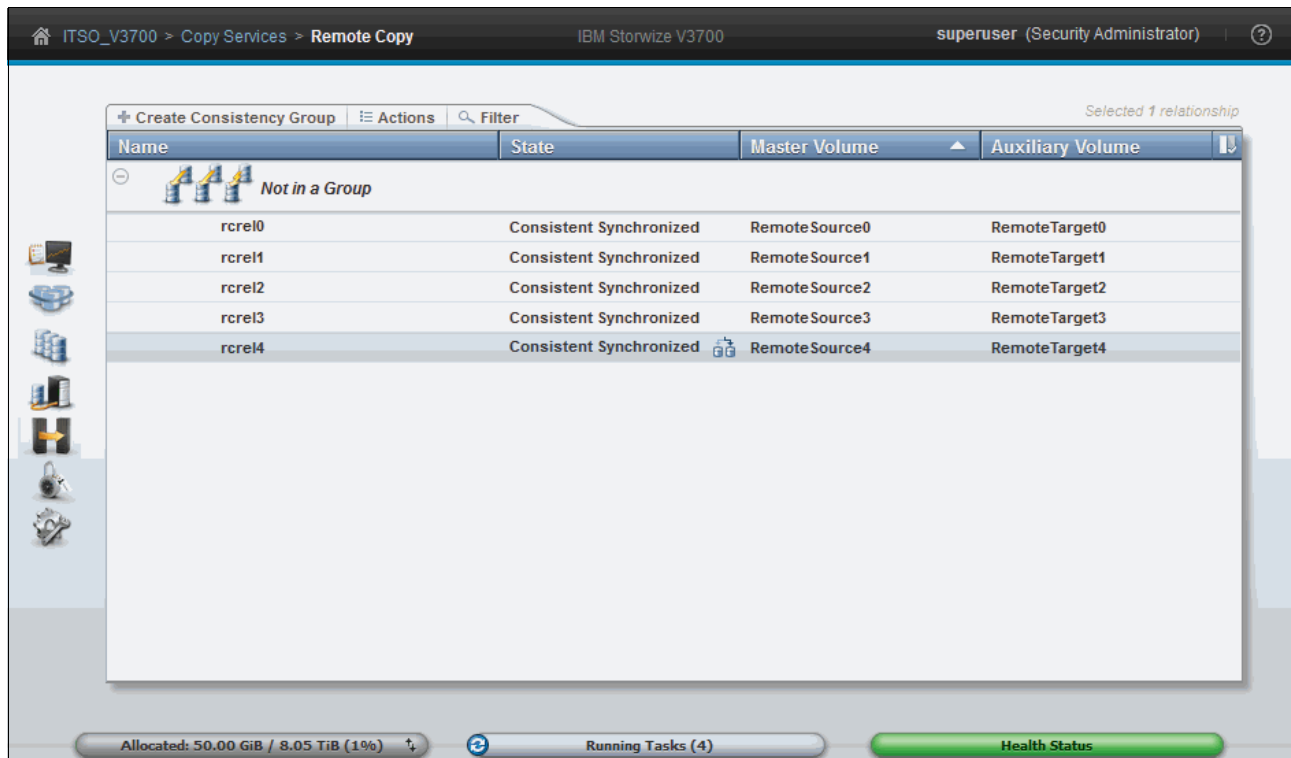 ITSO_V3700 > Copy Services > Remote Copy IBM Storwize V3700 superuser (Security Administrator) ?
Selected 1 relationship
Create Consistency Group Actions Filter
Name State Master Volume Auxiliary Volume
Not in a Group
rcrel0 Consistent Synchronized RemoteSource0 RemoteTarget0
rcrel1 Consistent Synchronized RemoteSource1 RemoteTarget1
rcrel2 Consistent Synchronized RemoteSource2 RemoteTarget2
rcrel3 Consistent Synchronized RemoteSource3 RemoteTarget3
rcrel4 Consistent Synchronized RemoteSource4 RemoteTarget4
Allocated: 50.00 GiB / 8.05 TiB (1%) Running Tasks (4) Health Status